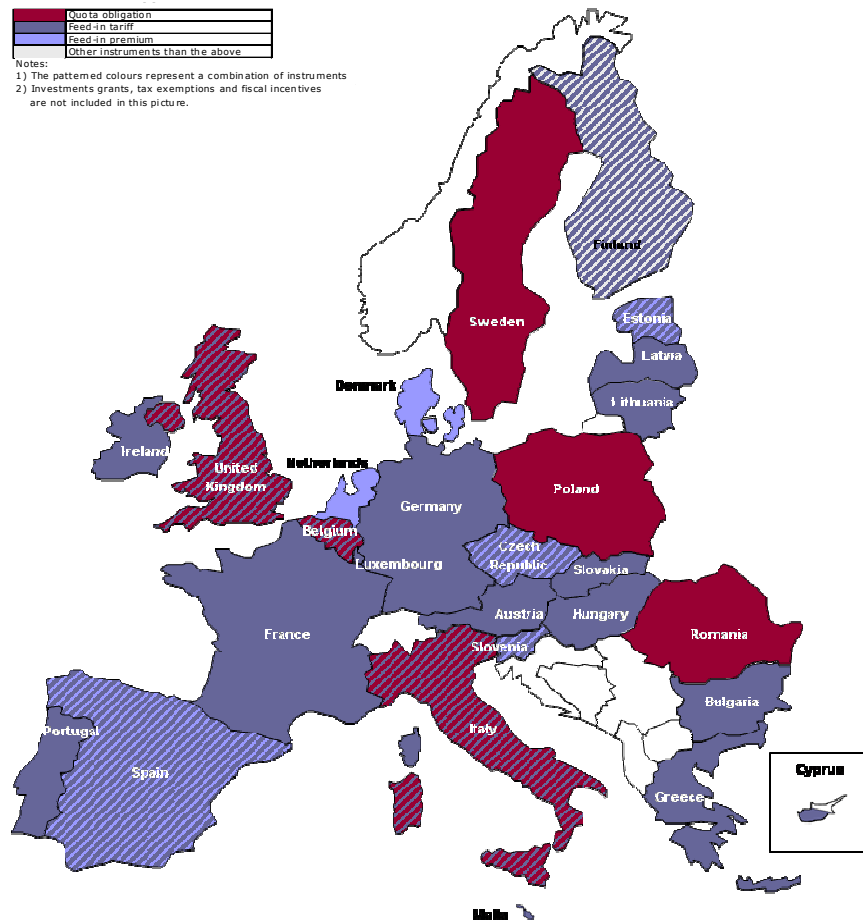 Quota obligation
Feed-in tariff
Feed-in premium
Other instruments than the above
Notes:
1) The patterned colours represent a combination of instruments
2) Investments grants, tax exemptions and fiscal incentives
are not included in this picture.
Finland
Sweden
Estonia
Latvia
Lithuania
Denmark
Ireland
United
Kingdom
Netherlands
Germany
Poland
Belgium
Luxembourg
Czech
Republic
Slovakia
Austria
Hungary
France
Slovenia
Romania
Bulgaria
Portugal
Italy
Spain
Greece
Cyprus
Malta